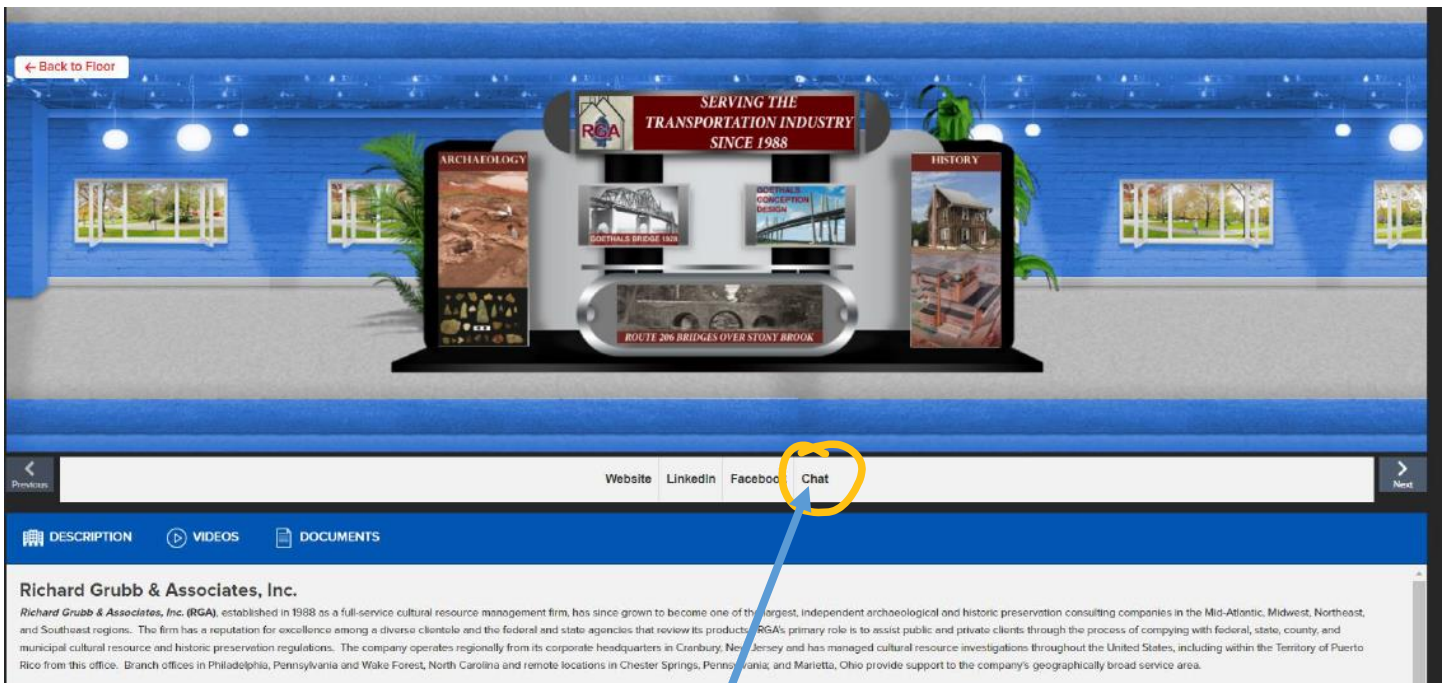 ← Back to Floor
RGA
SERVING THE
TRANSPORTATION INDUSTRY
SINCE 1988
ARCHAEOLOGY
HISTORY
GOETHALS BRIDGE 1928
GOETHALS
CONCEPTION
DESIGN
ROUTE 206 BRIDGES OVER STONY BROOK
Previous
Website LinkedIn Facebook Chat
Next
DESCRIPTION VIDEOS DOCUMENTS
Richard Grubb & Associates, Inc.
Richard Grubb & Associates, Inc. (RGA), established in 1988 as a full-service cultural resource management firm, has since grown to become one of the largest, independent archaeological and historic preservation consulting companies in the Mid-Atlantic, Midwest, Northeast,
and Southeast regions. The firm has a reputation for excellence among a diverse clientele and the federal and state agencies that review its products. RGA's primary role is to assist public and private clients through the process of compying with federal, state, county, and
municipal cultural resource and historic preservation regulations. The company operates regionally from its corporate headquarters in Cranbury, New Jersey and has managed cultural resource investigations throughout the United States, including within the Territory of Puerto
Rico from this office. Branch offices in Philadelphia, Pennsylvania and Wake Forest, North Carolina and remote locations in Chester Springs, Pennsylvania; and Marietta, Ohio provide support to the company's geographically broad service area.